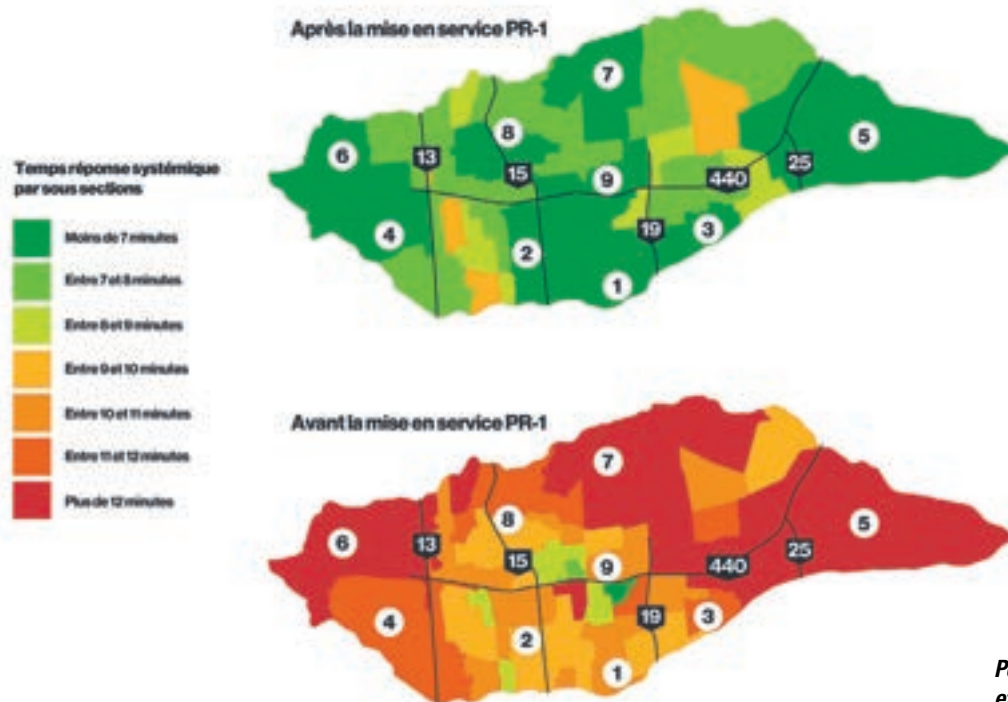 Après la mise en service PR-1
7
6
8
5
13
15
9
440
25
4
2
19
3
1
Temps réponse systémique
par sous sections
Moins de 7 minutes
Entre 7 et 8 minutes
Entre 8 et 9 minutes
Entre 9 et 10 minutes
Entre 10 et 11 minutes
Entre 11 et 12 minutes
Plus de 12 minutes
Avant la mise en service PR-1
7
8
5
6
13
15
9
440
25
4
2
19
3
1